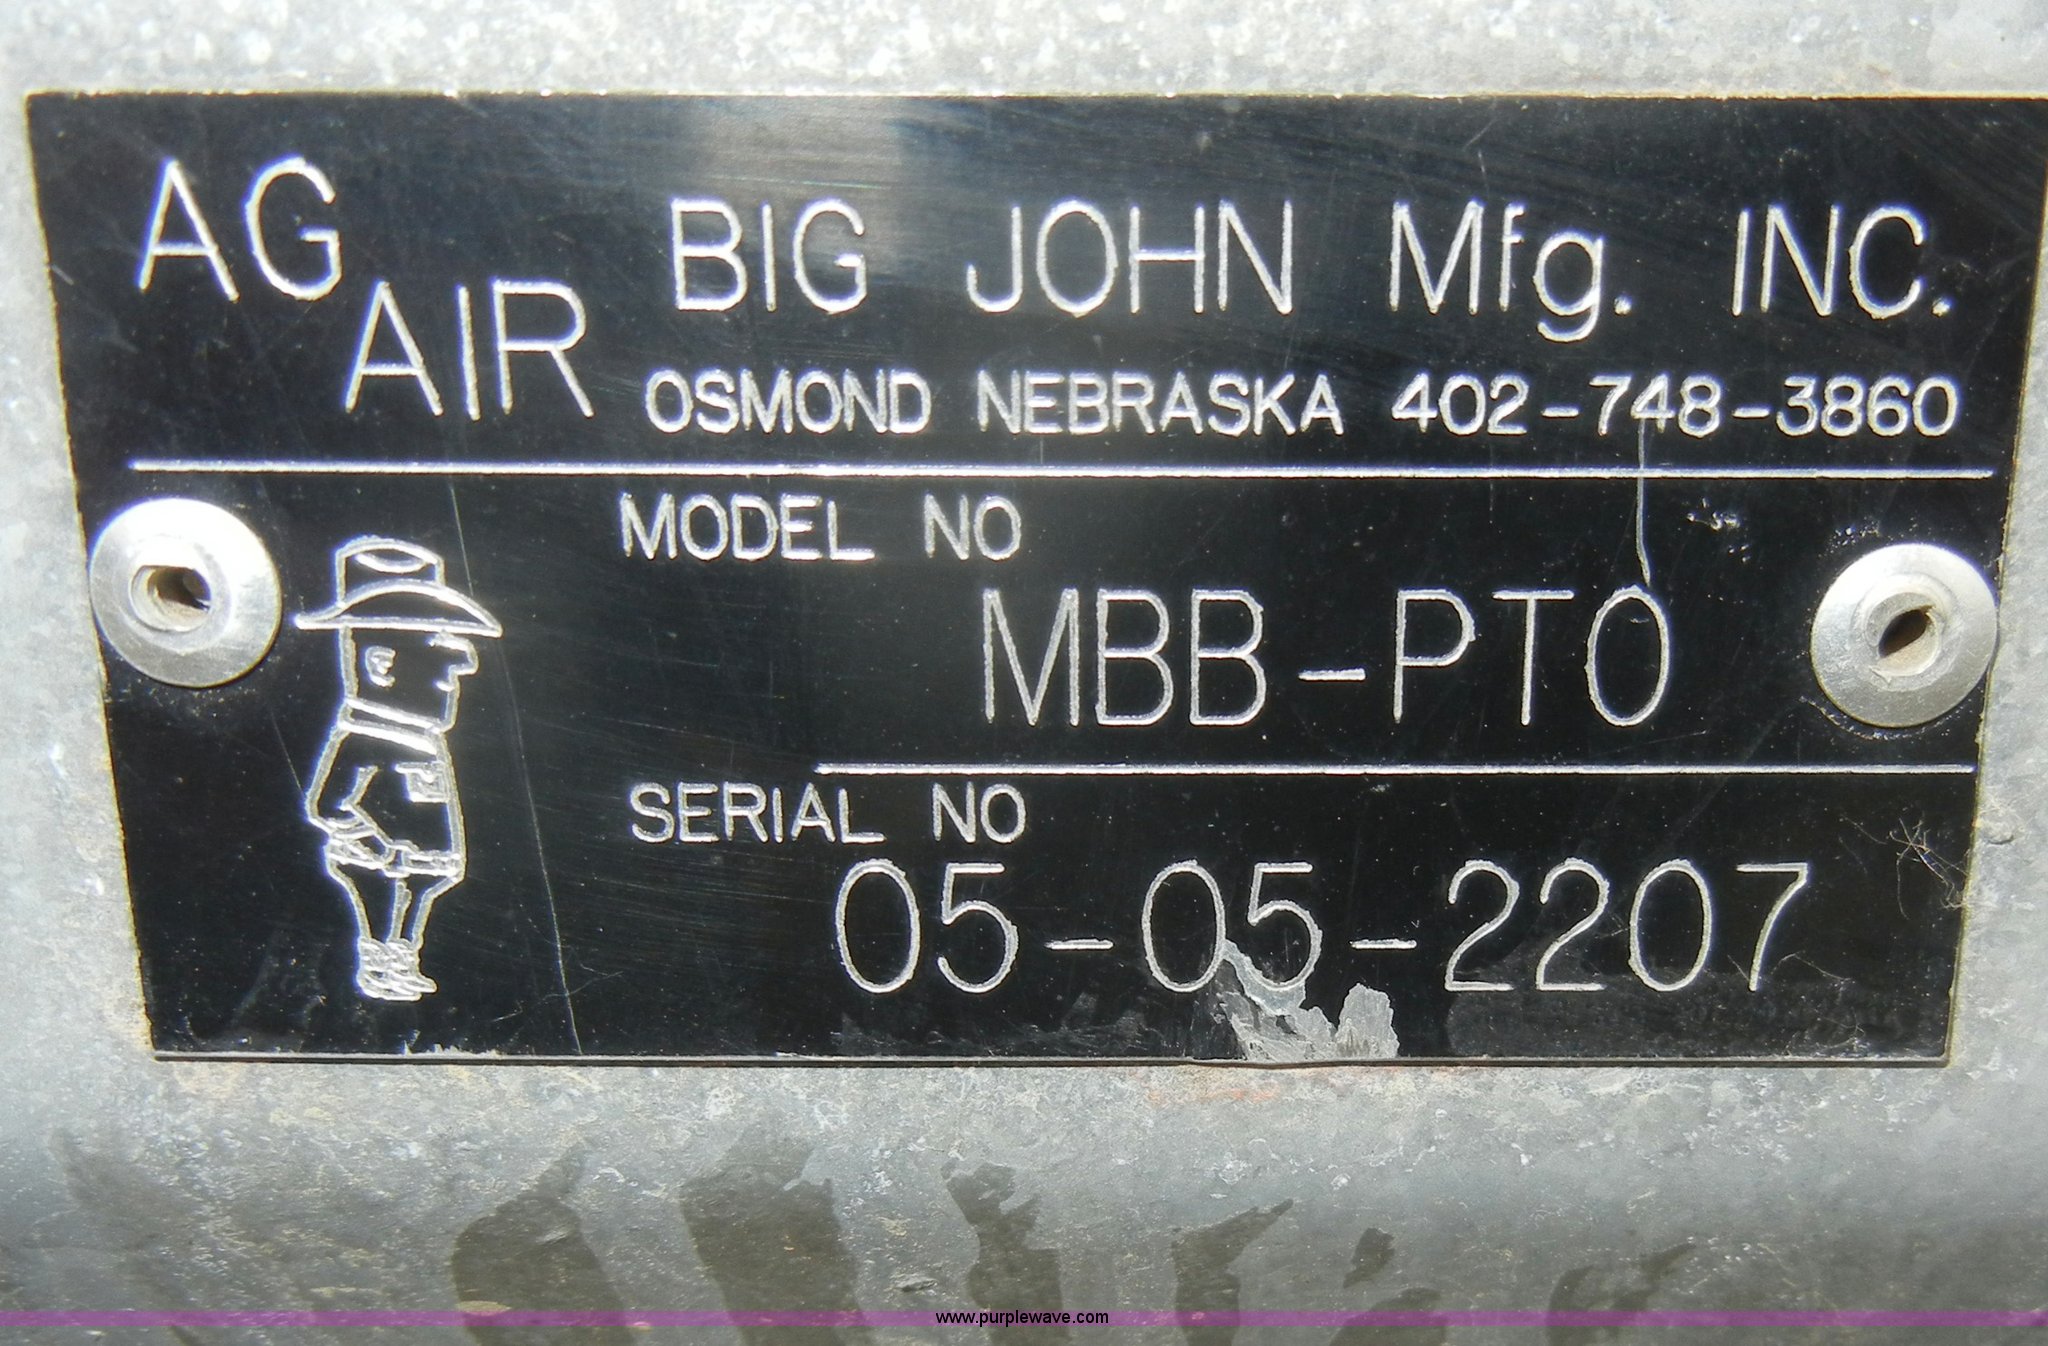 AG
AIR
BIG JOHN Mfg. INC.
OSMOND NEBRASKA 402-748-3860
MODEL NO
MBB-PTO
SERIAL NO
05-05-2207
www.purplewave.com